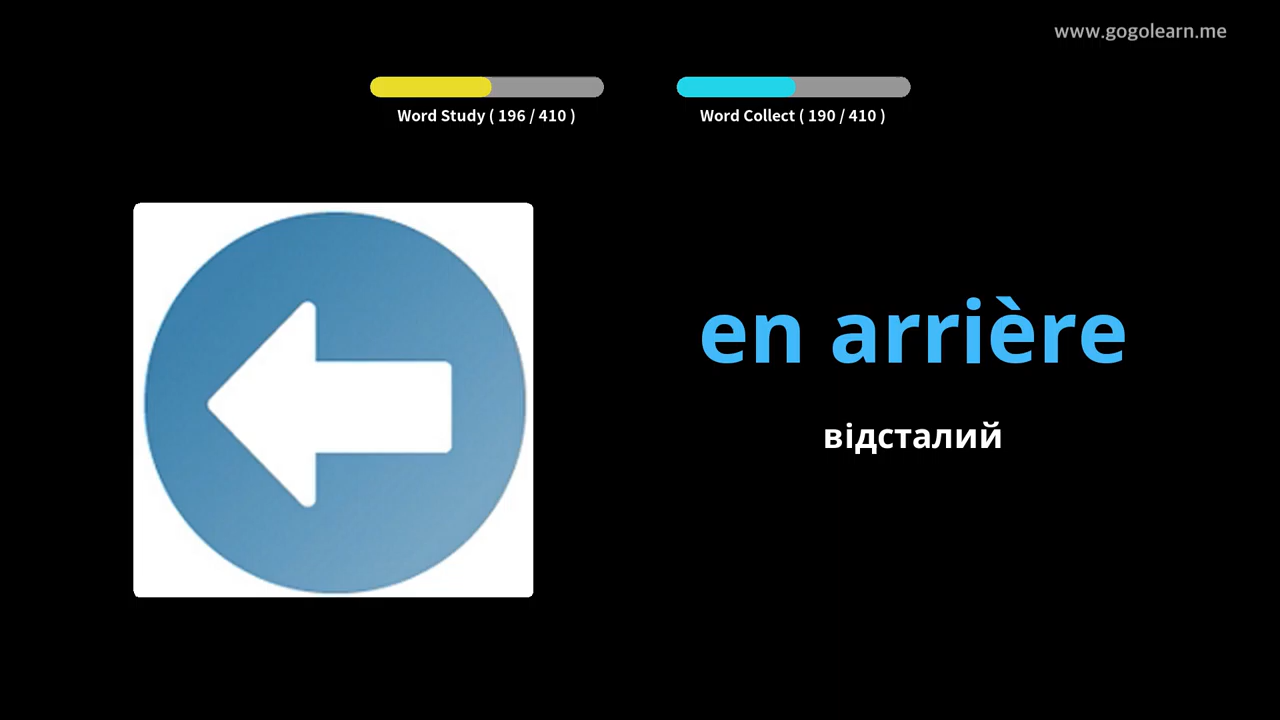 www.gogolearn.me
Word Study ( 196 / 410 )
Word Collect ( 190 / 410 )
en arrière
відсталий